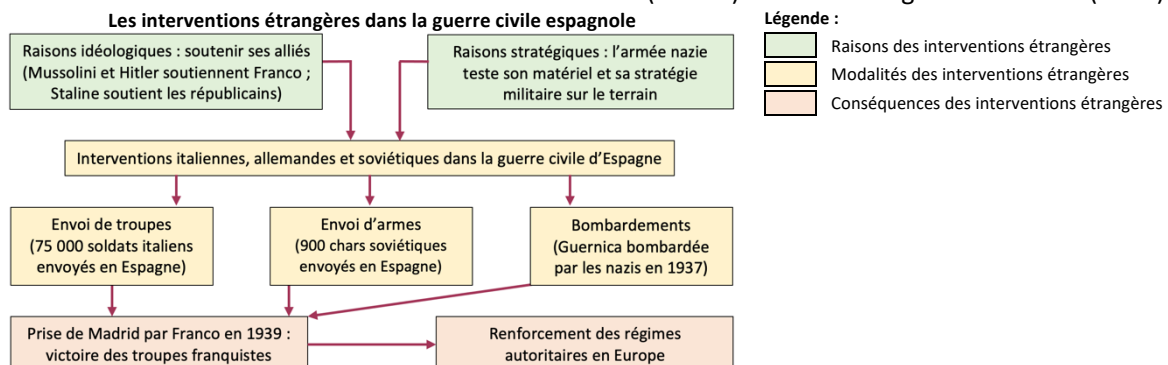 Les interventions étrangères dans la guerre civile espagnole
Raisons idéologiques : soutenir ses alliés
(Mussolini et Hitler soutiennent Franco ;
Staline soutient les républicains)
Raisons stratégiques : l’armée nazie
teste son matériel et sa stratégie
militaire sur le terrain
Légende :
Raisons des interventions étrangères
Modalités des interventions étrangères
Conséquences des interventions étrangères
Interventions italiennes, allemandes et soviétiques dans la guerre civile d’Espagne
Envoi de troupes
(75 000 soldats italiens
envoyés en Espagne)
Envoi d’armes
(900 chars soviétiques
envoyés en Espagne)
Bombardements
(Guernica bombardée
par les nazis en 1937)
Prise de Madrid par Franco en 1939 :
victoire des troupes franquistes
Renforcement des régimes
autoritaires en Europe